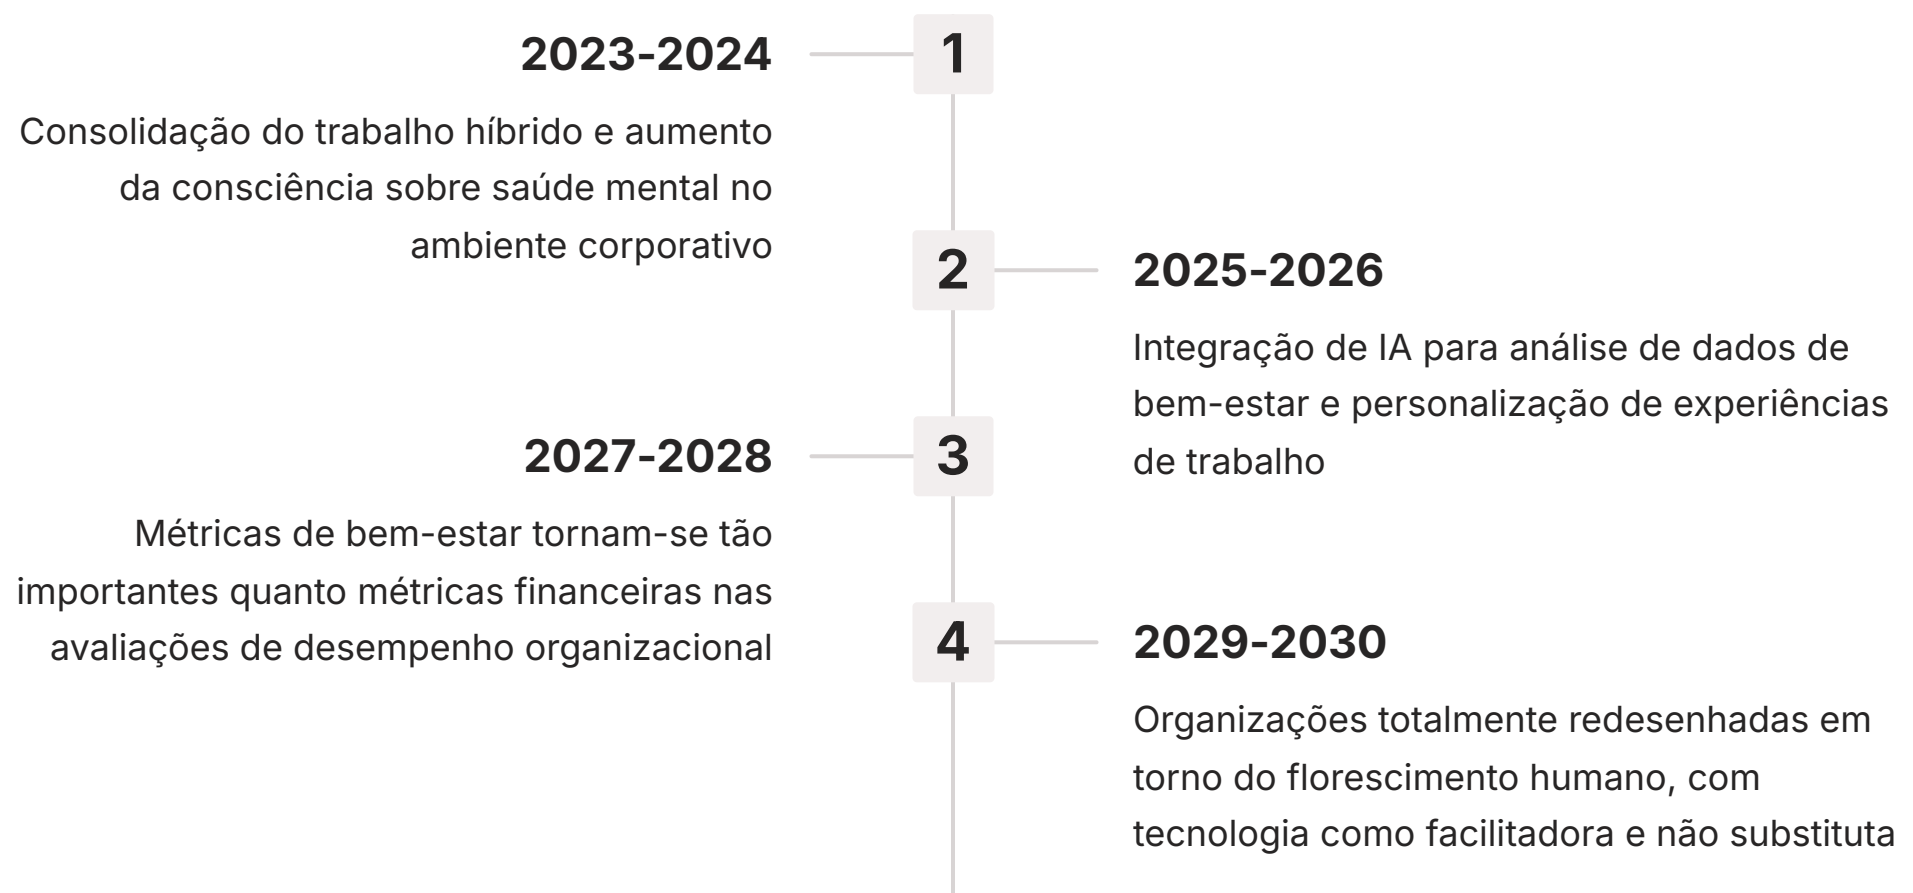 1
2023-2024
Consolidação do trabalho híbrido e aumento
da consciência sobre saúde mental no
ambiente corporativo
2
2025-2026
Integração de IA para análise de dados de
bem-estar e personalização de experiências
de trabalho
3
2027-2028
Métricas de bem-estar tornam-se tão
importantes quanto métricas financeiras nas
avaliações de desempenho organizacional
4
2029-2030
Organizações totalmente redesenhadas em
torno do florescimento humano, com
tecnologia como facilitadora e não substituta